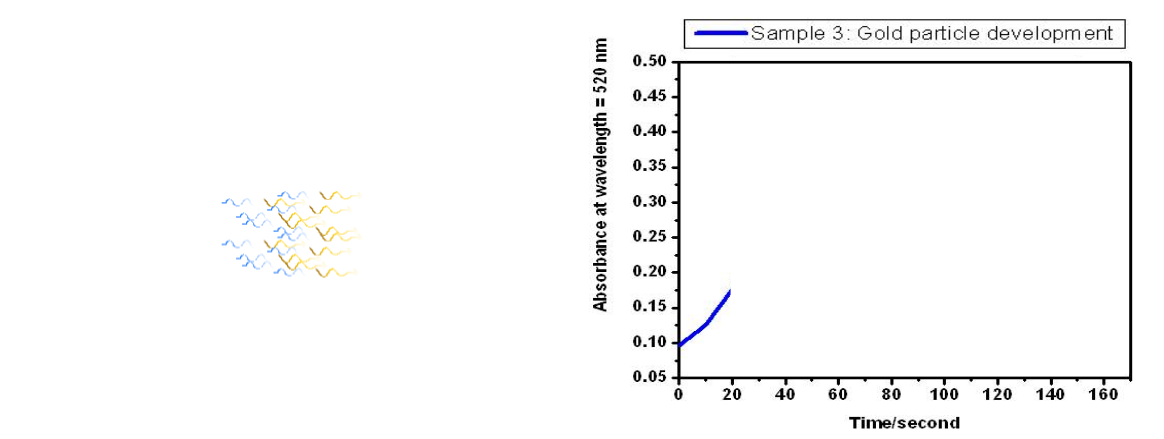 Sample 3: Gold particle development
Absorbance at wavelength = 520 nm
0.50
0.45
0.40
0.35
0.30
0.25
0.20
0.15
0.10
0.05
0 20 40 60 80 100 120 140 160
Time/second